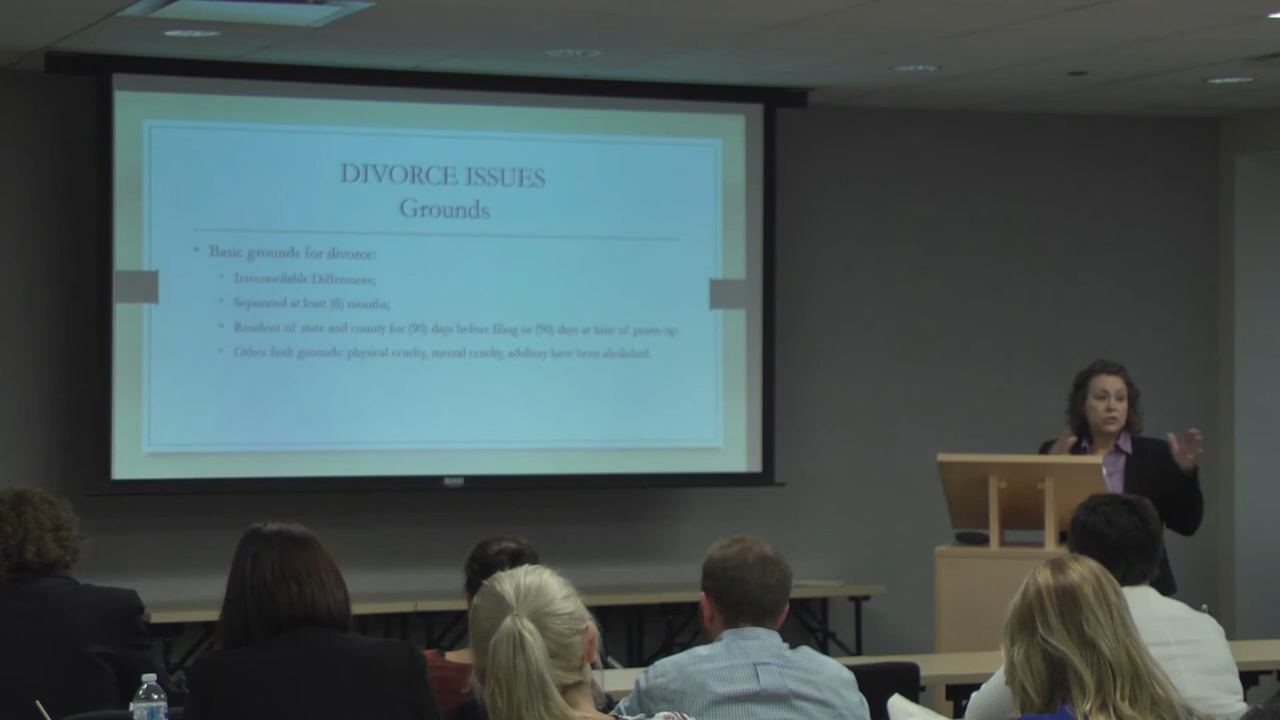 DIVORCE ISSUES
Grounds
Basic grounds for divorce:
Irreconcilable Differences;
Separated at least (6) months;
Resident of state and county for (90) days before filing or (90) days at time of prove-up
Other fault grounds: physical cruelty, mental cruelty, adultery have been abolished